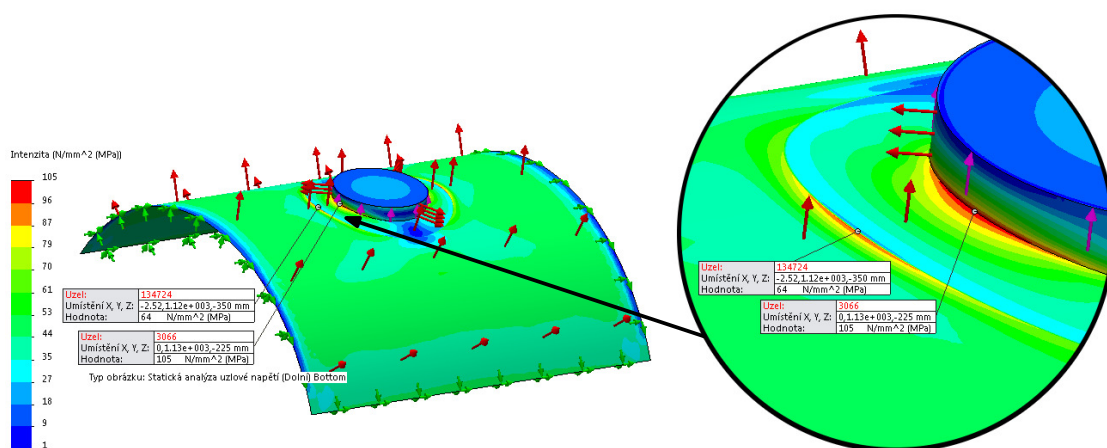 Intenzita (N/mm^2 (MPa))
105
96
87
79
70
61
53
44
35
27
18
9
1
Uzel: 134724
Umístění X, Y, Z: -2.52,1.12e+003,-350 mm
Hodnota: 64 N/mm^2 (MPa)
Uzel: 3066
Umístění X, Y, Z: 0,1.13e+003,-225 mm
Hodnota: 105 N/mm^2 (MPa)
Typ obrázku: Statická analýza uzlové napětí (Dolní) Bottom
Uzel: 134724
Umístění X, Y, Z: -2.52,1.12e+003,-350 mm
Hodnota: 64 N/mm^2 (MPa)
Uzel: 3066
Umístění X, Y, Z: 0,1.13e+003,-225 mm
Hodnota: 105 N/mm^2 (MPa)